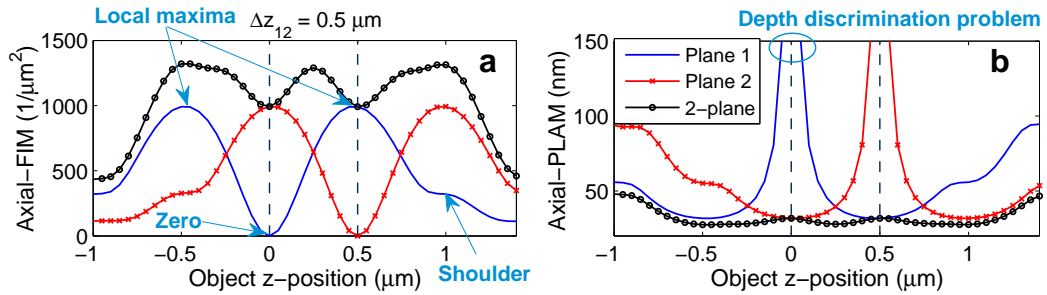 Local maxima
Δz12 = 0.5 μm
Depth discrimination problem
a
Axial−FIM (1/μm2)
1500
1000
500
0
Zero
Shoulder
−1
−0.5
0
0.5
1
Object z−position (μm)
b
Axial−PLAM (nm)
150
100
50
Plane 1
Plane 2
2−plane
−1
−0.5
0
0.5
1
Object z−position (μm)